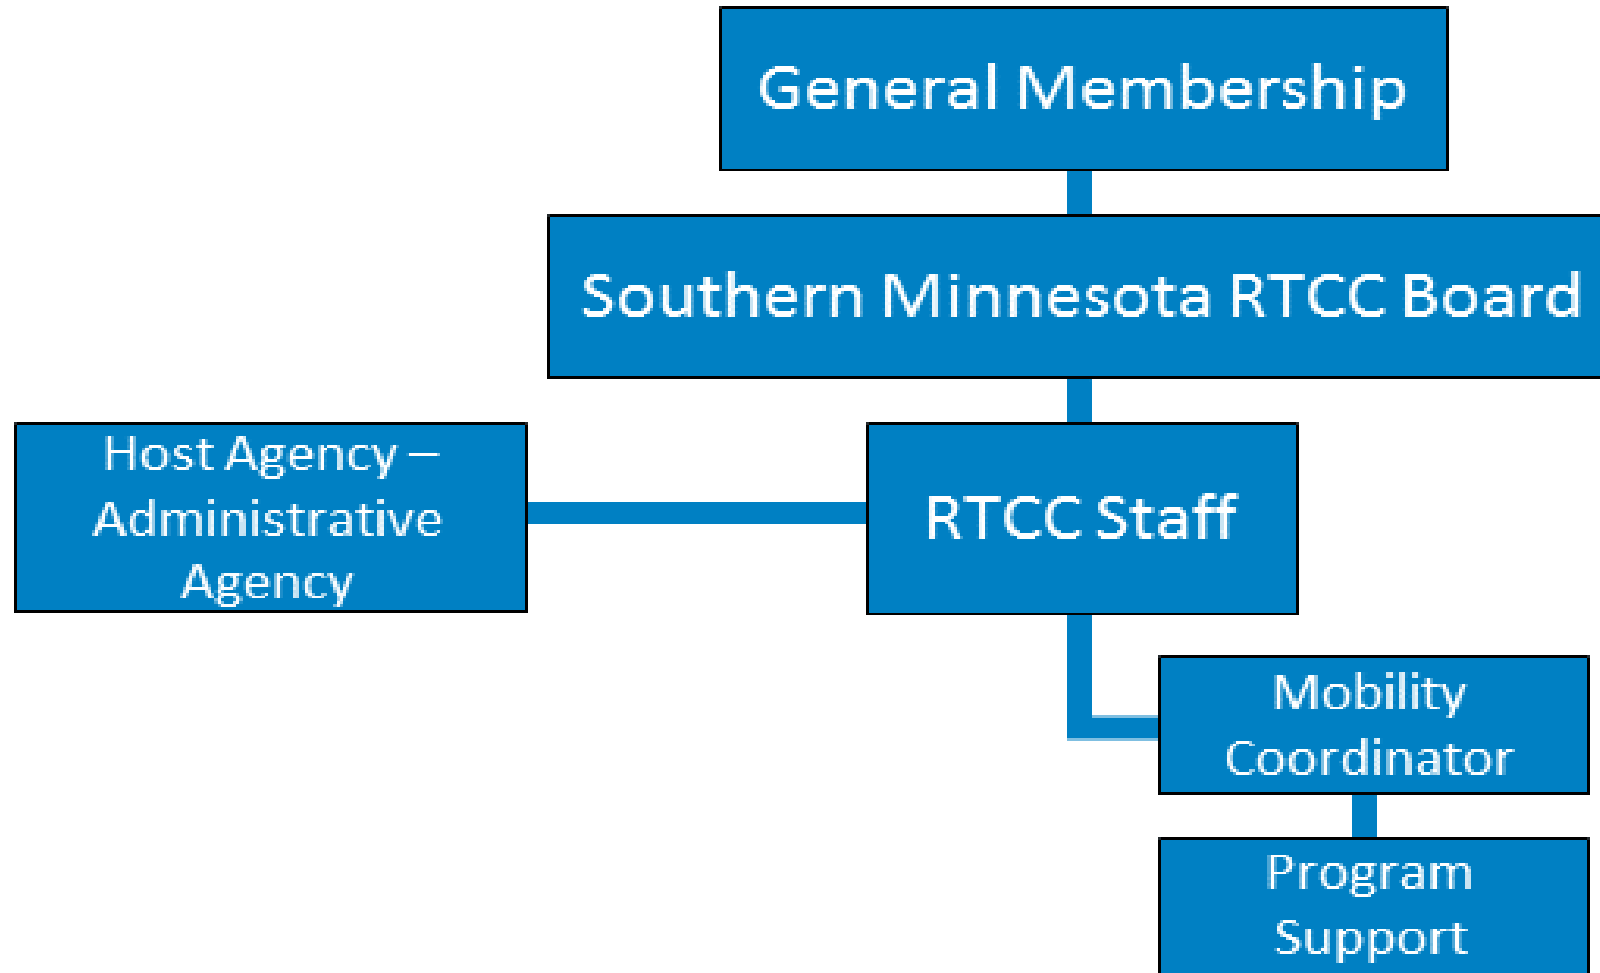 General Membership
Southern Minnesota RTCC Board
Host Agency –
Administrative
Agency
RTCC Staff
Mobility
Coordinator
Program
Support